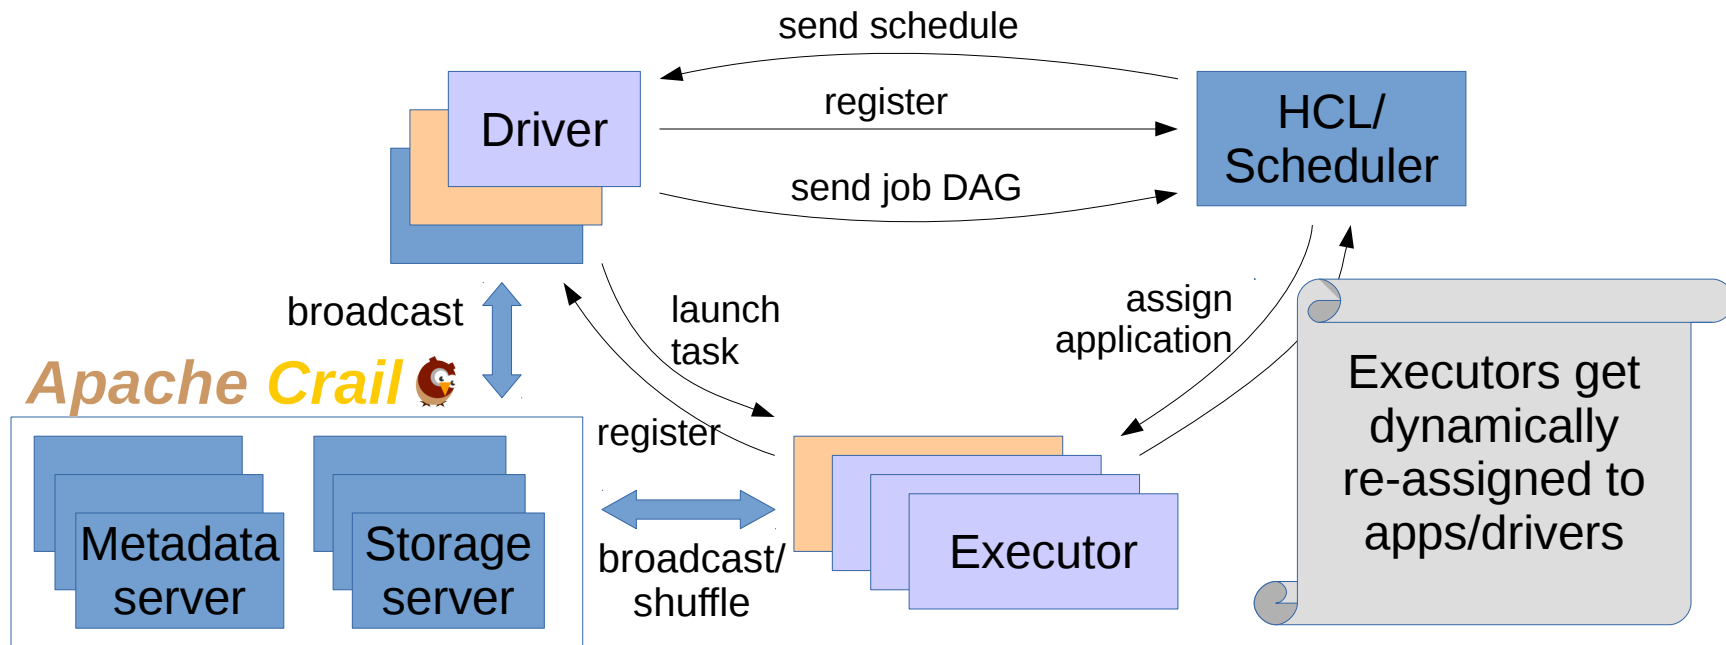 send schedule
Driver
register
HCL/
Scheduler
send job DAG
broadcast
launch
task
assign
application
Apache Crail
register
Executors get
dynamically
re-assigned to
apps/drivers
Metadata
server
Storage
server
broadcast/
shuffle
Executor